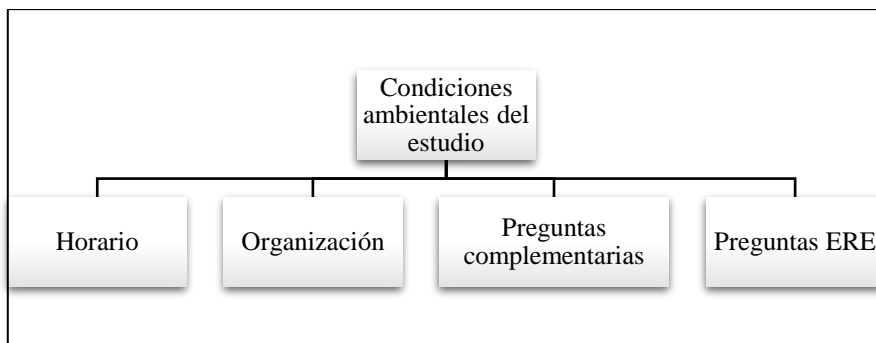 Condiciones
ambientales del
estudio
Horario
Organización
Preguntas
complementarias
Preguntas ERE